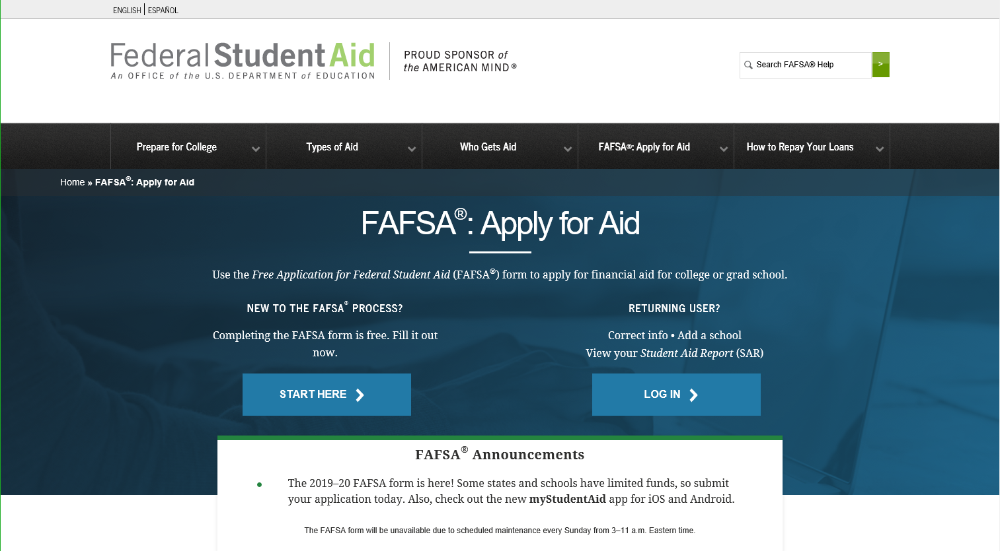 ENGLISH | ESPAÑOL
Federal Student Aid
An OFFICE of the U.S. DEPARTMENT of EDUCATION
PROUD SPONSOR of
the AMERICAN MIND®
Search FAFSA® Help
>
Prepare for College
Types of Aid
Who Gets Aid
FAFSA®: Apply for Aid
How to Repay Your Loans
Home » FAFSA®: Apply for Aid
FAFSA®: Apply for Aid
Use the Free Application for Federal Student Aid (FAFSA®) form to apply for financial aid for college or grad school.
NEW TO THE FAFSA® PROCESS?
Completing the FAFSA form is free. Fill it out
now.
START HERE
RETURNING USER?
Correct info • Add a school
View your Student Aid Report (SAR)
LOG IN
FAFSA® Announcements
• The 2019–20 FAFSA form is here! Some states and schools have limited funds, so submit
your application today. Also, check out the new myStudentAid app for iOS and Android.
The FAFSA form will be unavailable due to scheduled maintenance every Sunday from 3–11 a.m. Eastern time.